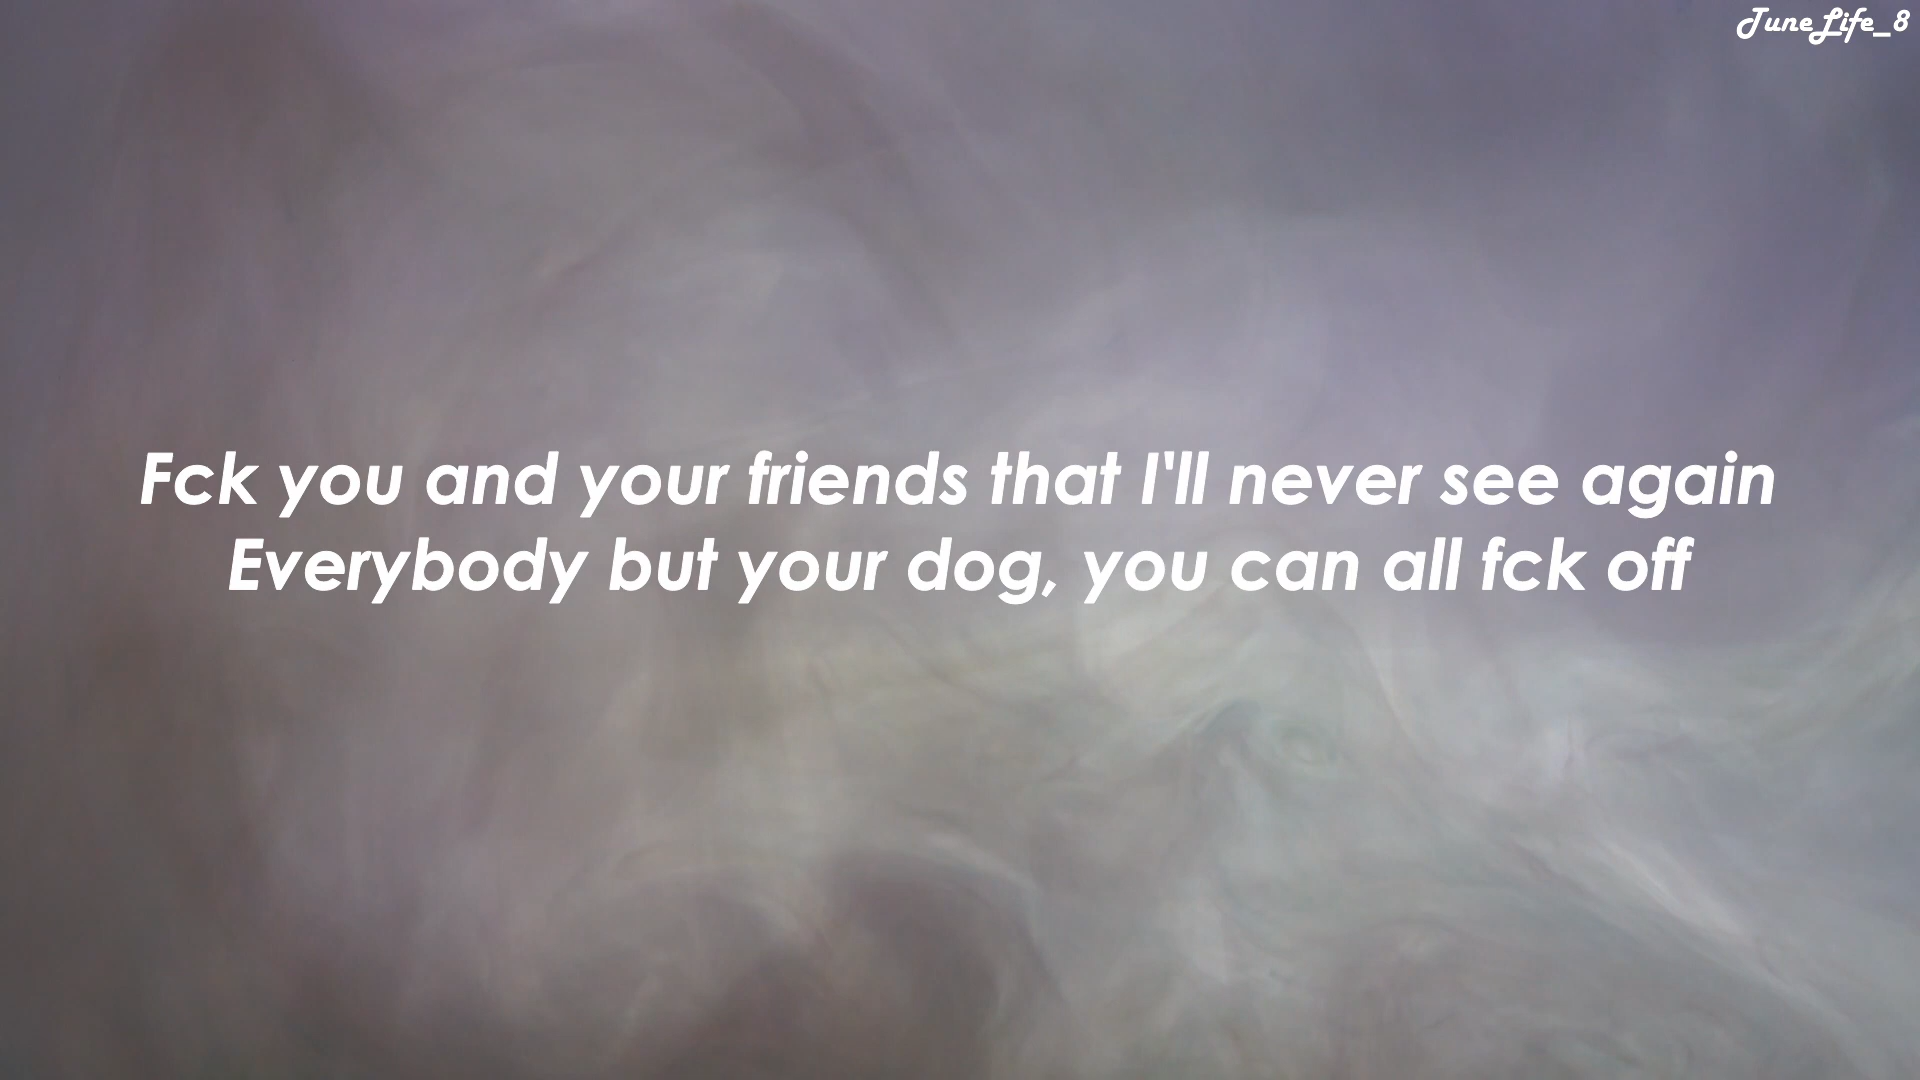 TuneLife_8
Fck you and your friends that I'll never see again
Everybody but your dog, you can all fck off